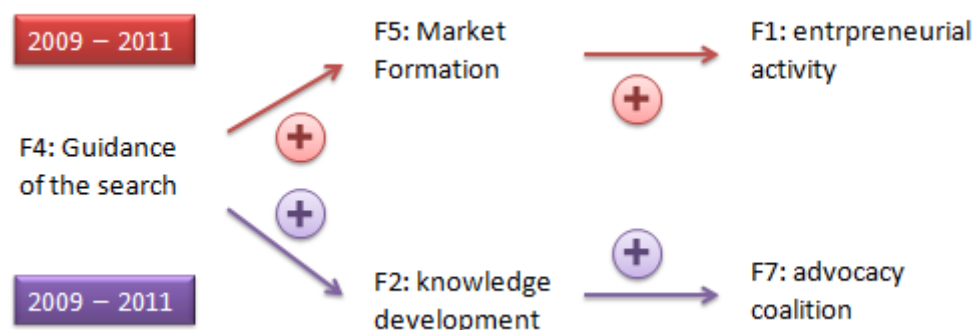 2009 – 2011
F5: Market
Formation
F1: entrpreneurial
activity
F4: Guidance
of the search
2009 – 2011
F2: knowledge
development
F7: advocacy
coalition